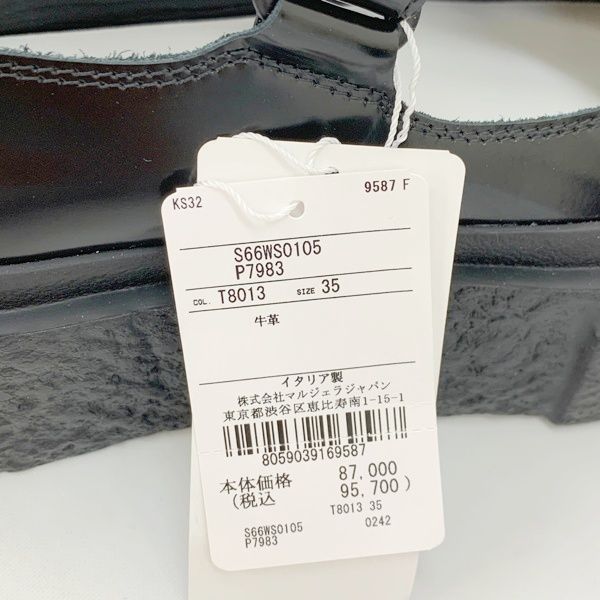 KS32 9587 F
S66WS0105
P7983
COL. T8013 SIZE 35
牛革
イタリア製
株式会社マルジェラジャパン
東京都渋谷区恵比寿南1-15-1
8059039169587
本体価格 87,000
(税込 95,700)
T8013 35
S66WS0105 0242
P7983